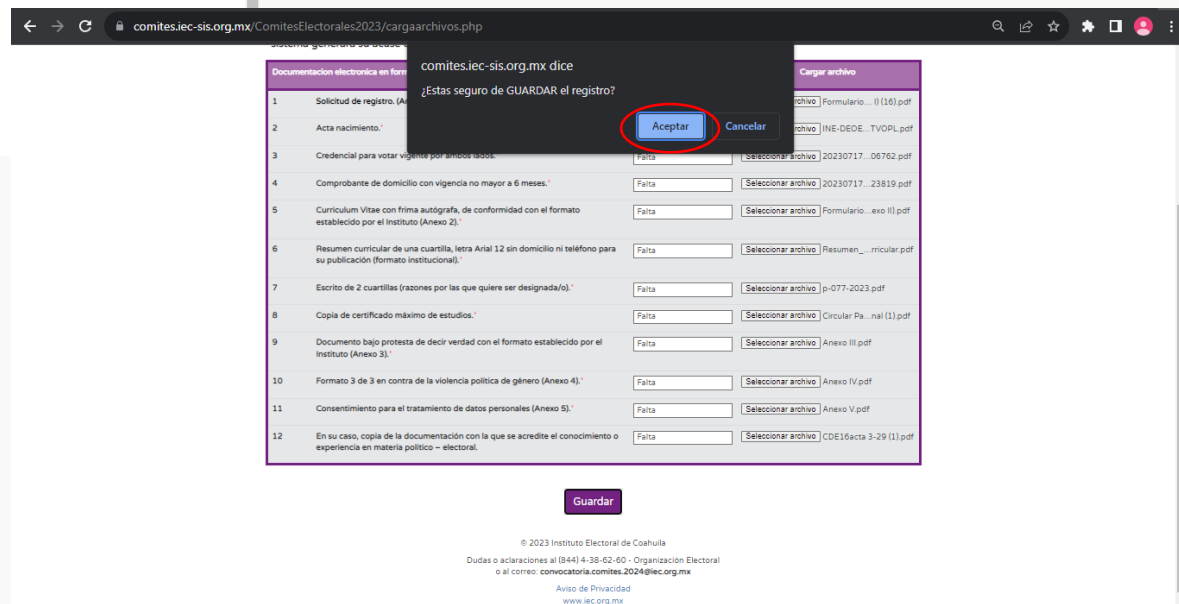 comites.iec-sis.org.mx/ComitesElectorales2023/cargaarchivos.php
comites.iec-sis.org.mx dice
¿Estas seguro de GUARDAR el registro?
Aceptar Cancelar
sistema generará su acuse
Documentacion electronica en form Cargar archivo
1 Solicitud de registro. (A rchivo Formulario... I) (16).pdf
2 Acta nacimiento.* rchivo INE-DEOE...TVOPL.pdf
3 Credencial para votar vigente por ambos lados. Falta Seleccionar archivo 20230717...06762.pdf
4 Comprobante de domicilio con vigencia no mayor a 6 meses.* Falta Seleccionar archivo 20230717...23819.pdf
5 Curriculum Vitae con frima autógrafa, de conformidad con el formato Falta Seleccionar archivo Formulario...exo II).pdf
establecido por el Instituto (Anexo 2).*
6 Resumen curricular de una cuartilla, letra Arial 12 sin domicilio ni teléfono para Falta Seleccionar archivo Resumen_...rricular.pdf
su publicación (formato institucional).*
7 Escrito de 2 cuartillas (razones por las que quiere ser designada/o).* Falta Seleccionar archivo p-077-2023.pdf
8 Copia de certificado máximo de estudios.* Falta Seleccionar archivo Circular Pa...nal (1).pdf
9 Documento bajo protesta de decir verdad con el formato establecido por el Falta Seleccionar archivo Anexo III.pdf
Instituto (Anexo 3).*
10 Formato 3 de 3 en contra de la violencia política de género (Anexo 4).* Falta Seleccionar archivo Anexo IV.pdf
11 Consentimiento para el tratamiento de datos personales (Anexo 5).* Falta Seleccionar archivo Anexo V.pdf
12 En su caso, copia de la documentación con la que se acredite el conocimiento o Falta Seleccionar archivo CDE16acta 3-29 (1).pdf
experiencia en materia político – electoral.
Guardar
© 2023 Instituto Electoral de Coahuila
Dudas o aclaraciones al (844) 4-38-62-60 - Organización Electoral
o al correo: convocatoria.comites.2024@iec.org.mx
Aviso de Privacidad
www.iec.org.mx